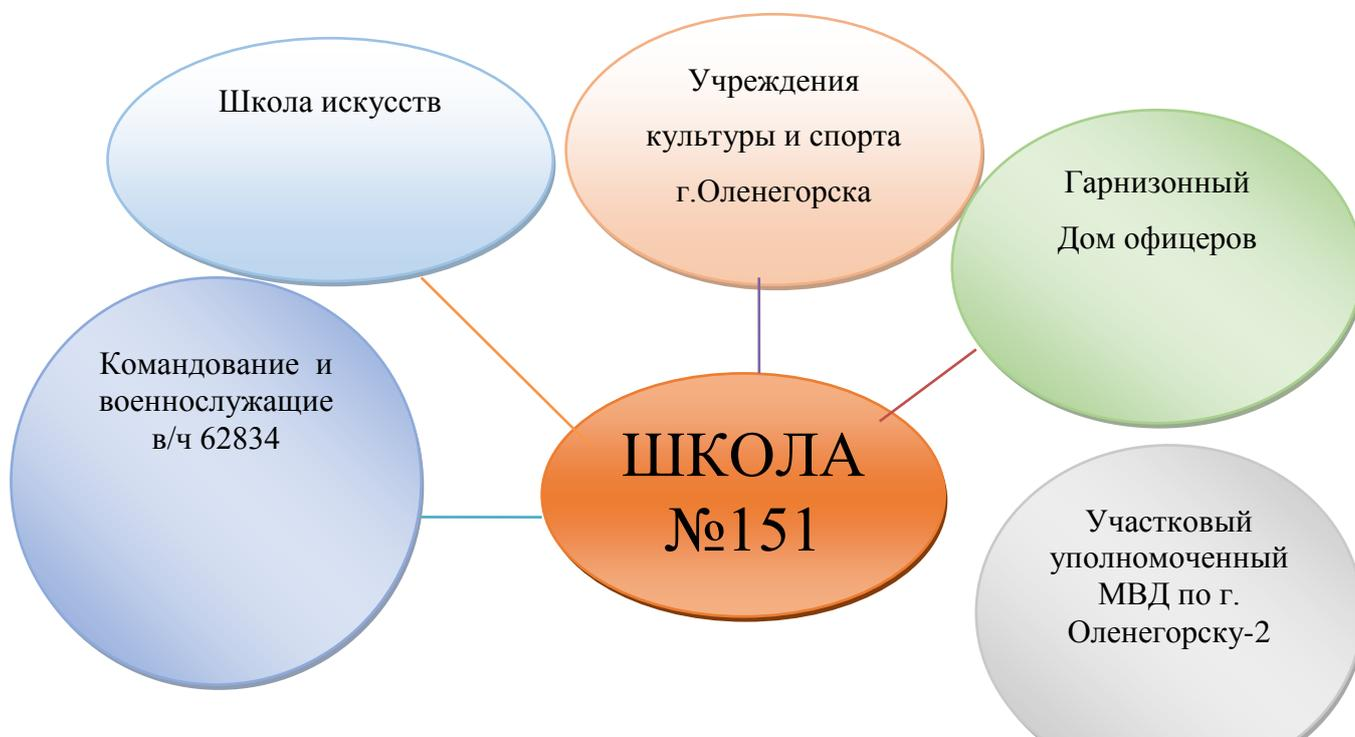 Школа искусств
Учреждения
культуры и спорта
г.Оленегорска
Гарнизонный
Дом офицеров
Командование и
военнослужащие
в/ч 62834
ШКОЛА
№151
Участковый
уполномоченный
МВД по г.
Оленегорску-2